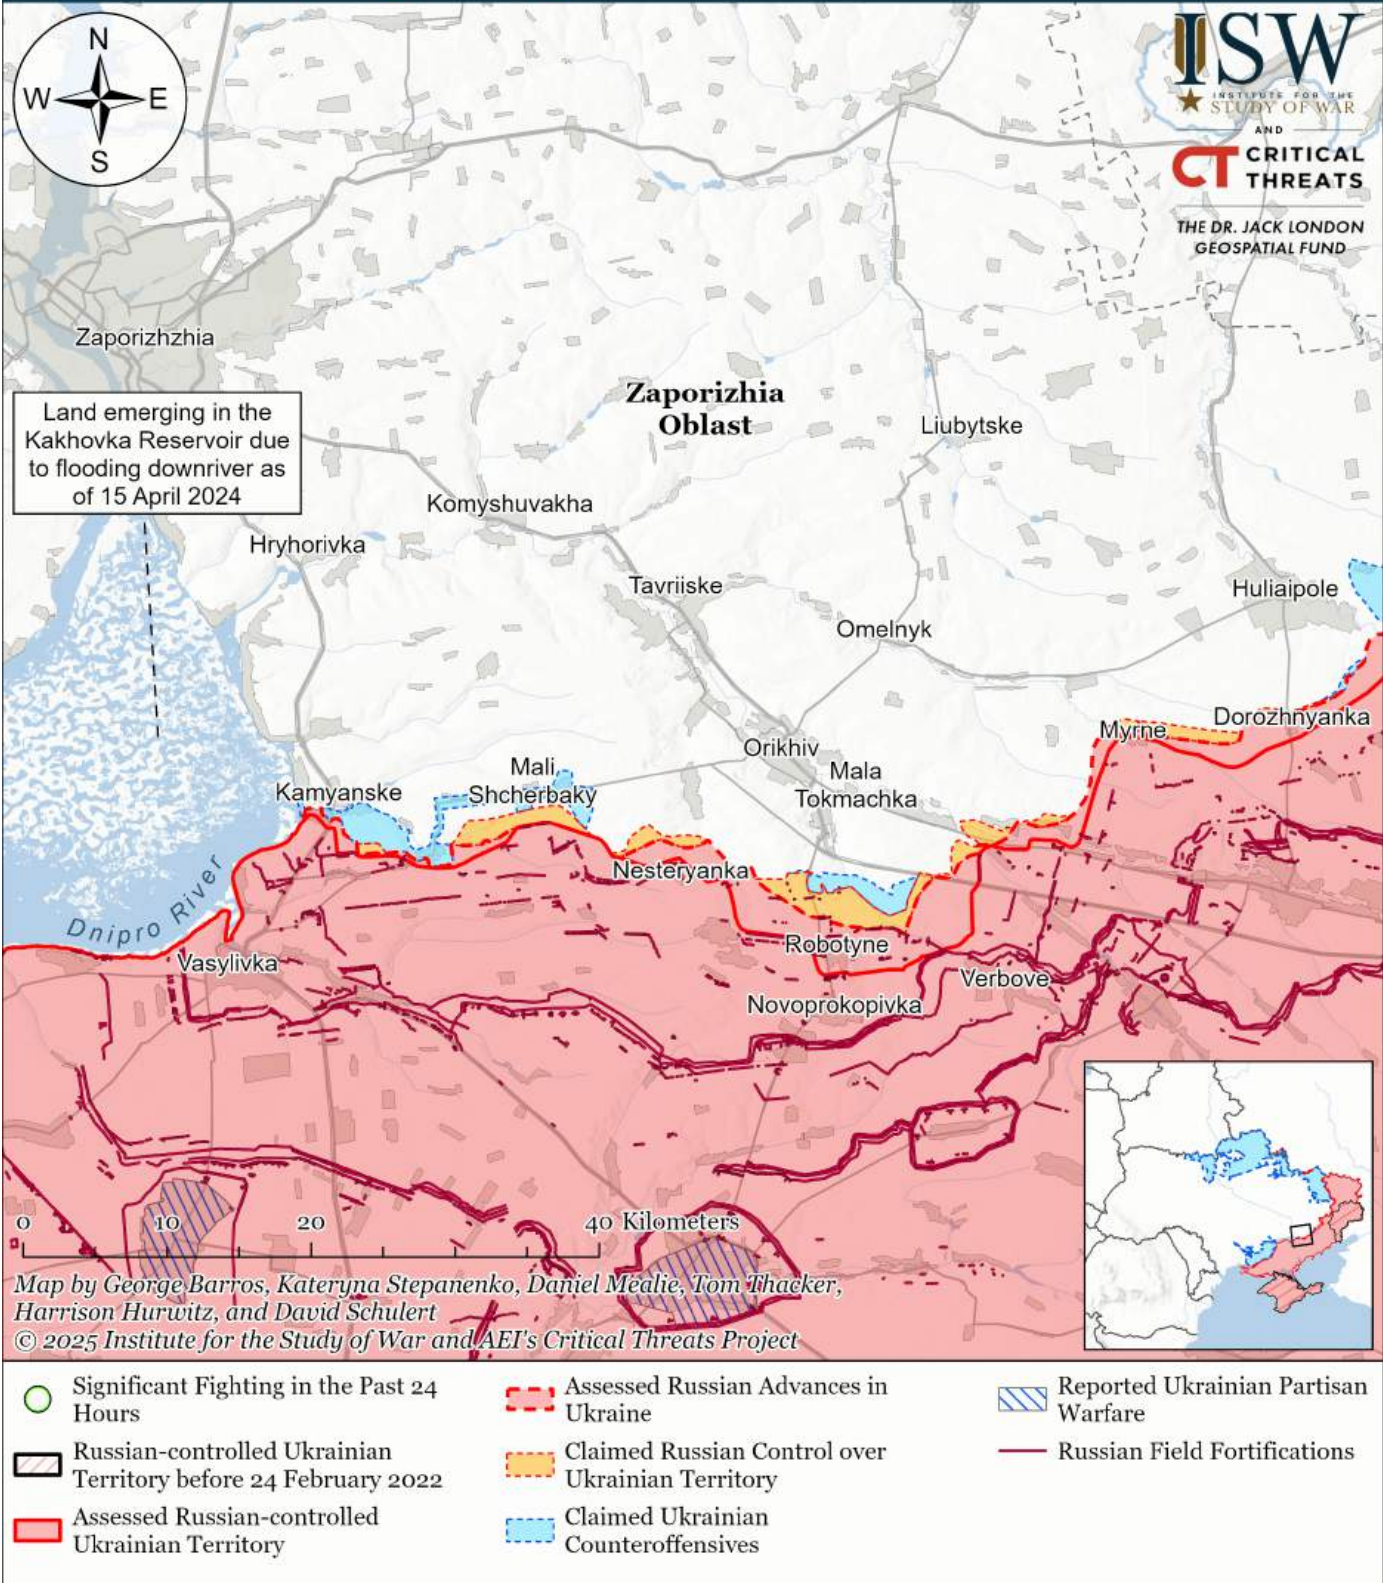 N
W
E
S
ISW
INSTITUTE FOR THE
STUDY OF WAR
AND
CT CRITICAL
THREATS
THE DR. JACK LONDON
GEOSPATIAL FUND
Zaporizhzhia
Land emerging in the
Kakhovka Reservoir due
to flooding downriver as
of 15 April 2024
Zaporizhia
Oblast
Liubytske
Komyshuvakha
Hryhorivka
Tavriiske
Huliaipole
Omelnyk
Dorozhnyanka
Myrne
Orikhiv
Mali
Shcherbaky
Mala
Tokmachka
Kamyanske
Nesteryanka
Dnipro River
Robotyne
Vasylivka
Verbove
Novoprokopivka
0
10
20
40 Kilometers
Map by George Barros, Kateryna Stepanenko, Daniel Mealie, Tom Thacker,
Harrison Hurwitz, and David Schulert
© 2025 Institute for the Study of War and AEI's Critical Threats Project
Significant Fighting in the Past 24
Hours
Russian-controlled Ukrainian
Territory before 24 February 2022
Assessed Russian-controlled
Ukrainian Territory
Assessed Russian Advances in
Ukraine
Claimed Russian Control over
Ukrainian Territory
Claimed Ukrainian
Counteroffensives
Reported Ukrainian Partisan
Warfare
Russian Field Fortifications